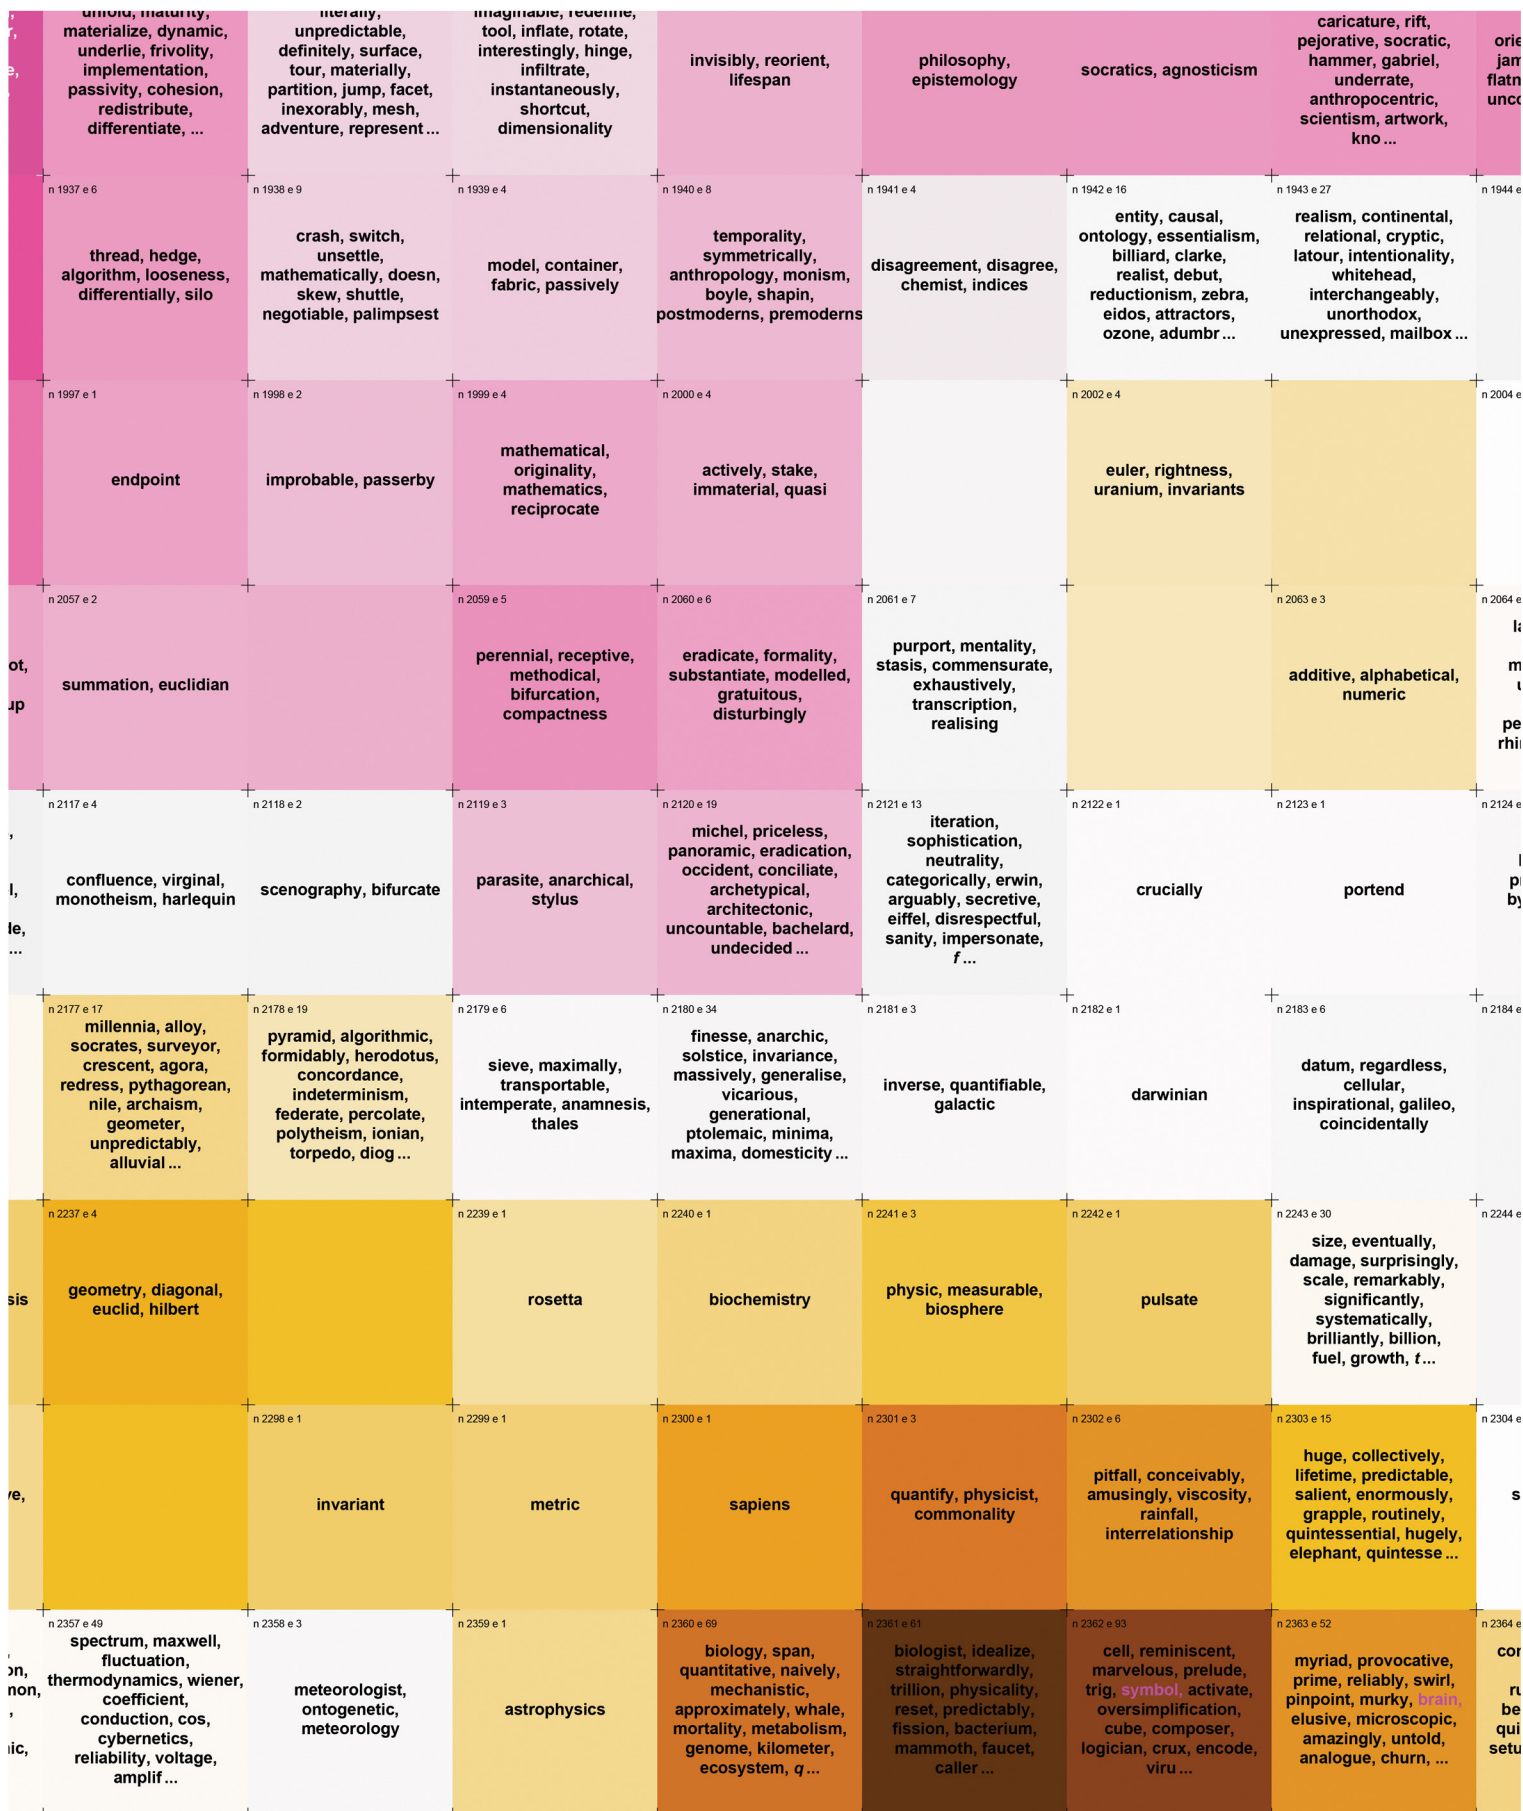 unfold, maturity,
materialize, dynamic,
underlie, frivolity,
implementation,
passivity, cohesion,
redistribute,
differentiate, ...
literally,
unpredictable,
definitely, surface,
tour, materially,
partition, jump, facet,
inexorably, mesh,
adventure, represent ...
imaginable, redefine,
tool, inflate, rotate,
interestingly, hinge,
infiltrate,
instantaneously,
shortcut,
dimensionality
invisibly, reorient,
lifespan
philosophy,
epistemology
socratics, agnosticism
caricature, rift,
pejorative, socratic,
hammer, gabriel,
underrate,
anthropocentric,
scientism, artwork,
kno ...
n 1937 e 6
thread, hedge,
algorithm, looseness,
differentially, silo
n 1938 e 9
crash, switch,
unsettle,
mathematically, doesn,
skew, shuttle,
negotiable, palimpsest
n 1939 e 4
model, container,
fabric, passively
n 1940 e 8
temporality,
symmetrically,
anthropology, monism,
boyle, shapin,
postmoderns, premoderns
n 1941 e 4
disagreement, disagree,
chemist, indices
n 1942 e 16
entity, causal,
ontology, essentialism,
billiard, clarke,
realist, debut,
reductionism, zebra,
eidos, attractors,
ozone, adumbr ...
n 1943 e 27
realism, continental,
relational, cryptic,
latour, intentionality,
whitehead,
interchangeably,
unorthodox,
unexpressed, mailbox ...
n 1944 e
n 1997 e 1
endpoint
n 1998 e 2
improbable, passerby
n 1999 e 4
mathematical,
originality,
mathematics,
reciprocate
n 2000 e 4
actively, stake,
immaterial, quasi
n 2002 e 4
euler, rightness,
uranium, invariants
n 2004 e
n 2057 e 2
summation, euclidian
n 2059 e 5
perennial, receptive,
methodical,
bifurcation,
compactness
n 2060 e 6
eradicate, formality,
substantiate, modelled,
gratuitous,
disturbingly
n 2061 e 7
purport, mentality,
stasis, commensurate,
exhaustively,
transcription,
realising
n 2063 e 3
additive, alphabetical,
numeric
n 2064 e
n 2117 e 4
confluence, virginal,
monotheism, harlequin
n 2118 e 2
scenography, bifurcate
n 2119 e 3
parasite, anarchical,
stylus
n 2120 e 19
michel, priceless,
panoramic, eradication,
occident, conciliate,
archetypical,
architectonic,
uncountable, bachelard,
undecided ...
n 2121 e 13
iteration,
sophistication,
neutrality,
categorically, erwin,
arguably, secretive,
eiffel, disrespectful,
sanity, impersonate,
f ...
n 2122 e 1
crucially
n 2123 e 1
portend
n 2124 e
n 2177 e 17
millennia, alloy,
socrates, surveyor,
crescent, agora,
redress, pythagorean,
nile, archaism,
geometer,
unpredictably,
alluvial ...
n 2178 e 19
pyramid, algorithmic,
formidably, herodotus,
concordance,
indeterminism,
federate, percolate,
polytheism, ionian,
torpedo, diog ...
n 2179 e 6
sieve, maximally,
transportable,
intemperate, anamnesis,
thales
n 2180 e 34
finesse, anarchic,
solstice, invariance,
massively, generalise,
vicarious,
generational,
ptolemaic, minima,
maxima, domesticity ...
n 2181 e 3
inverse, quantifiable,
galactic
n 2182 e 1
darwinian
n 2183 e 6
datum, regardless,
cellular,
inspirational, galileo,
coincidentally
n 2184 e
n 2237 e 4
geometry, diagonal,
euclid, hilbert
n 2239 e 1
rosetta
n 2240 e 1
biochemistry
n 2241 e 3
physic, measurable,
biosphere
n 2242 e 1
pulsate
n 2243 e 30
size, eventually,
damage, surprisingly,
scale, remarkably,
significantly,
systematically,
brilliantly, billion,
fuel, growth, t ...
n 2244 e
n 2298 e 1
invariant
n 2299 e 1
metric
n 2300 e 1
sapiens
n 2301 e 3
quantify, physicist,
commonality
n 2302 e 6
pitfall, conceivably,
amusingly, viscosity,
rainfall,
interrelationship
n 2303 e 15
huge, collectively,
lifetime, predictable,
salient, enormously,
grapple, routinely,
quintessential, hugely,
elephant, quintesse ...
n 2304 e
n 2357 e 49
spectrum, maxwell,
fluctuation,
thermodynamics, wiener,
coefficient,
conduction, cos,
cybernetics,
reliability, voltage,
amplif ...
n 2358 e 3
meteorologist,
ontogenetic,
meteorology
n 2359 e 1
astrophysics
n 2360 e 69
biology, span,
quantitative, naively,
mechanistic,
approximately, whale,
mortality, metabolism,
genome, kilometer,
ecosystem, q ...
n 2361 e 61
biologist, idealize,
straightforwardly,
trillion, physicality,
reset, predictably,
fission, bacterium,
mammoth, faucet,
caller ...
n 2362 e 93
cell, reminiscent,
marvelous, prelude,
trig, symbol, activate,
oversimplification,
cube, composer,
logician, crux, encode,
viru ...
n 2363 e 52
myriad, provocative,
prime, reliably, swirl,
pinpoint, murky, brain,
elusive, microscopic,
amazingly, untold,
analogue, churn, ...
n 2364 e